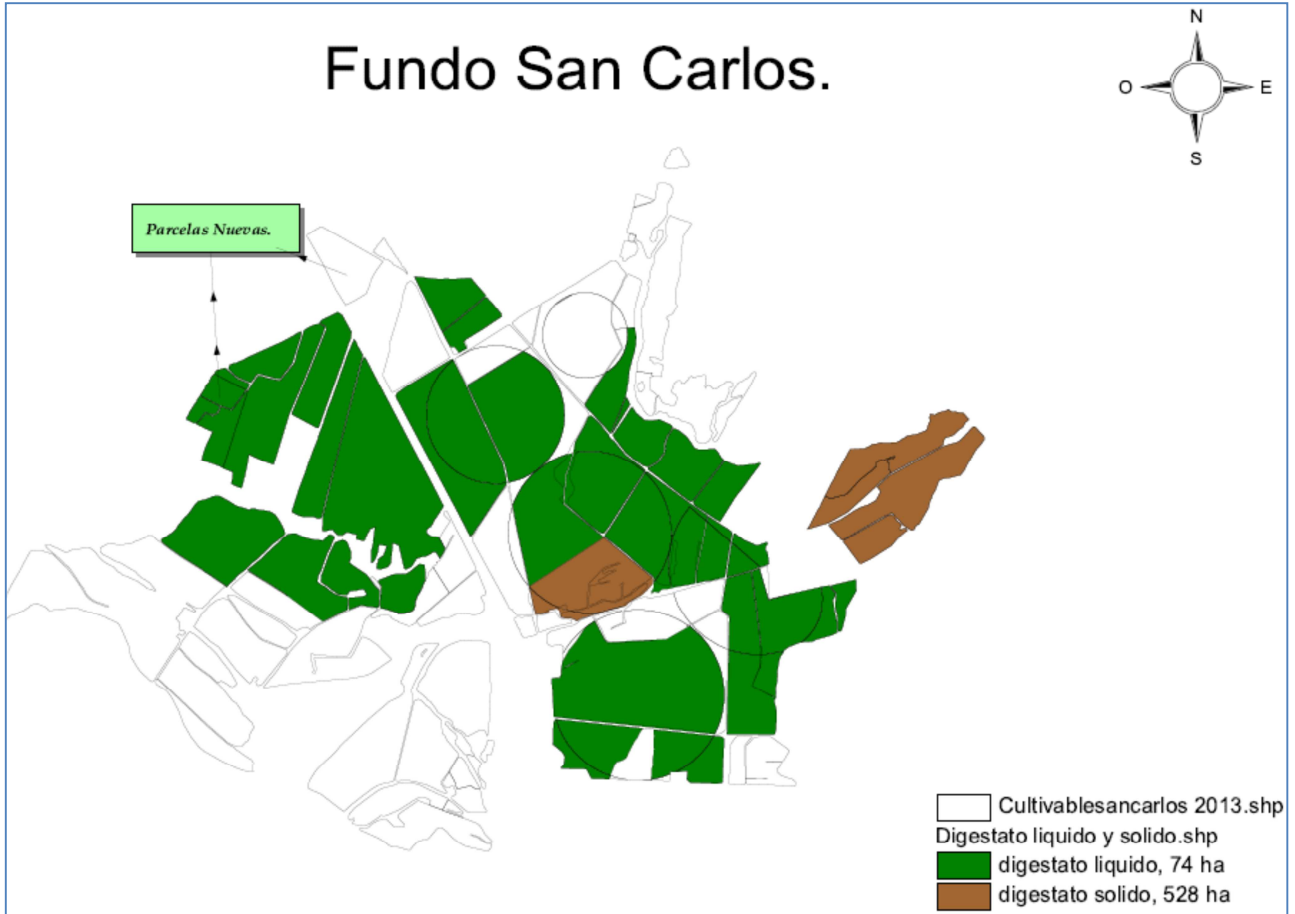 Fundo San Carlos.
N
O
E
S
Parcelas Nuevas.
Cultivablesancarlos 2013.shp
Digestato liquido y solido.shp
digestato liquido, 74 ha
digestato solido, 528 ha